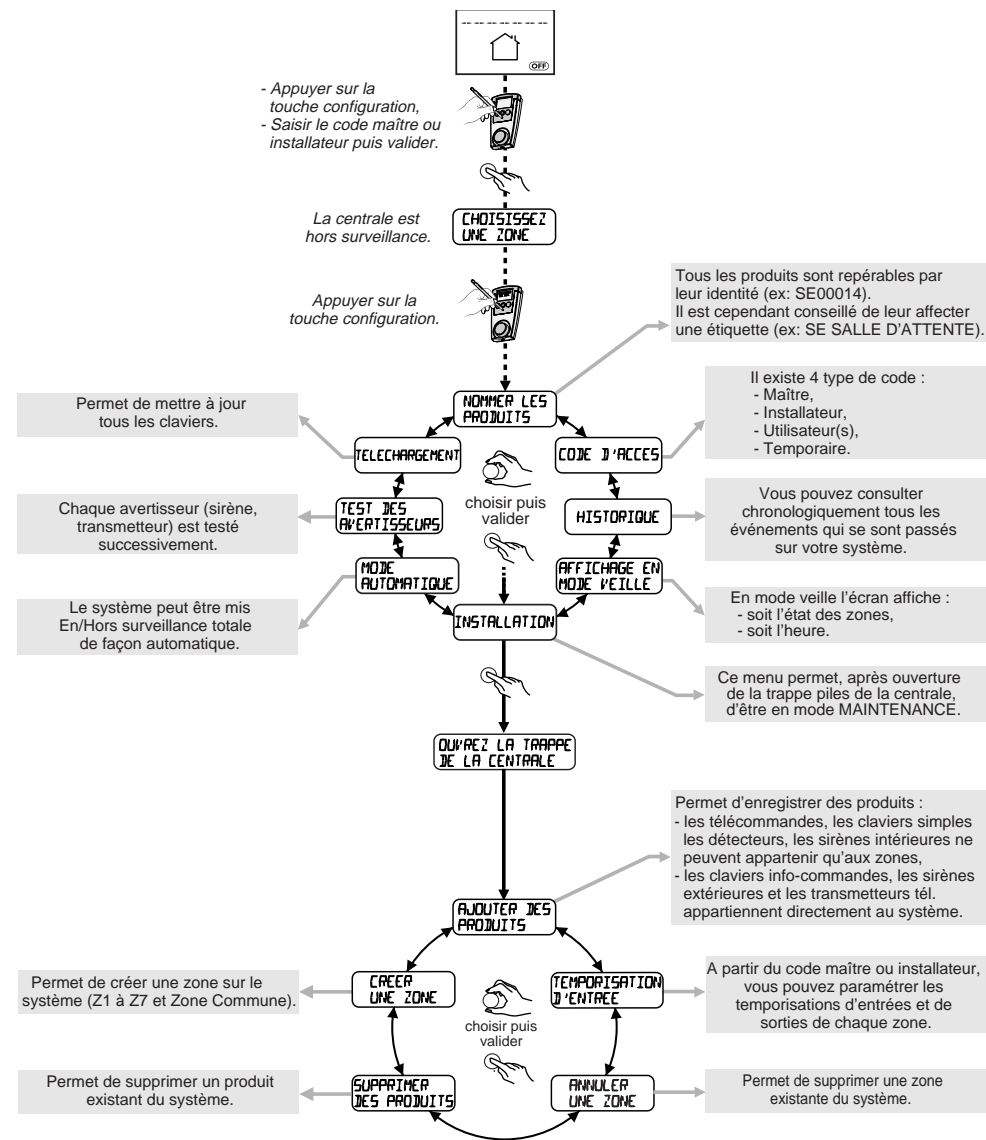 OFF
- Appuyer sur la
touche configuration,
- Saisir le code maître ou
installateur puis valider.
La centrale est
hors surveillance.
CHOISISSEZ
UNE ZONE
Appuyer sur la
touche configuration.
Tous les produits sont repérables par
leur identité (ex: SE00014).
Il est cependant conseillé de leur affecter
une étiquette (ex: SE SALLE D'ATTENTE).
NOMMER LES
PRODUITS
Permet de mettre à jour
tous les claviers.
Il existe 4 type de code :
- Maître,
- Installateur,
- Utilisateur(s),
- Temporaire.
TELECHARGEMENT
CODE D'ACCES
choisir puis
valider
Chaque avertisseur (sirène,
transmetteur) est testé
successivement.
TEST DES
AVERTISSEURS
HISTORIQUE
Vous pouvez consulter
chronologiquement tous les
événements qui se sont passés
sur votre système.
MODE
AUTOMATIQUE
AFFICHAGE EN
MODE VEILLE
Le système peut être mis
En/Hors surveillance totale
de façon automatique.
INSTALLATION
En mode veille l'écran affiche :
- soit l'état des zones,
- soit l'heure.
Ce menu permet, après ouverture
de la trappe piles de la centrale,
d'être en mode MAINTENANCE.
OUVREZ LA TRAPPE
DE LA CENTRALE
Permet d'enregistrer des produits :
- les télécommandes, les claviers simples
les détecteurs, les sirènes intérieures ne
peuvent appartenir qu'aux zones,
- les claviers info-commandes, les sirènes
extérieures et les transmetteurs tél.
appartiennent directement au système.
AJOUTER DES
PRODUITS
Permet de créer une zone sur le
système (Z1 à Z7 et Zone Commune).
CREER
UNE ZONE
TEMPORISATION
D'ENTREE
A partir du code maître ou installateur,
vous pouvez paramétrer les
temporisations d'entrées et de
sorties de chaque zone.
choisir puis
valider
Permet de supprimer un produit
existant du système.
SUPPRIMER
DES PRODUITS
ANNULER
UNE ZONE
Permet de supprimer une zone
existante du système.